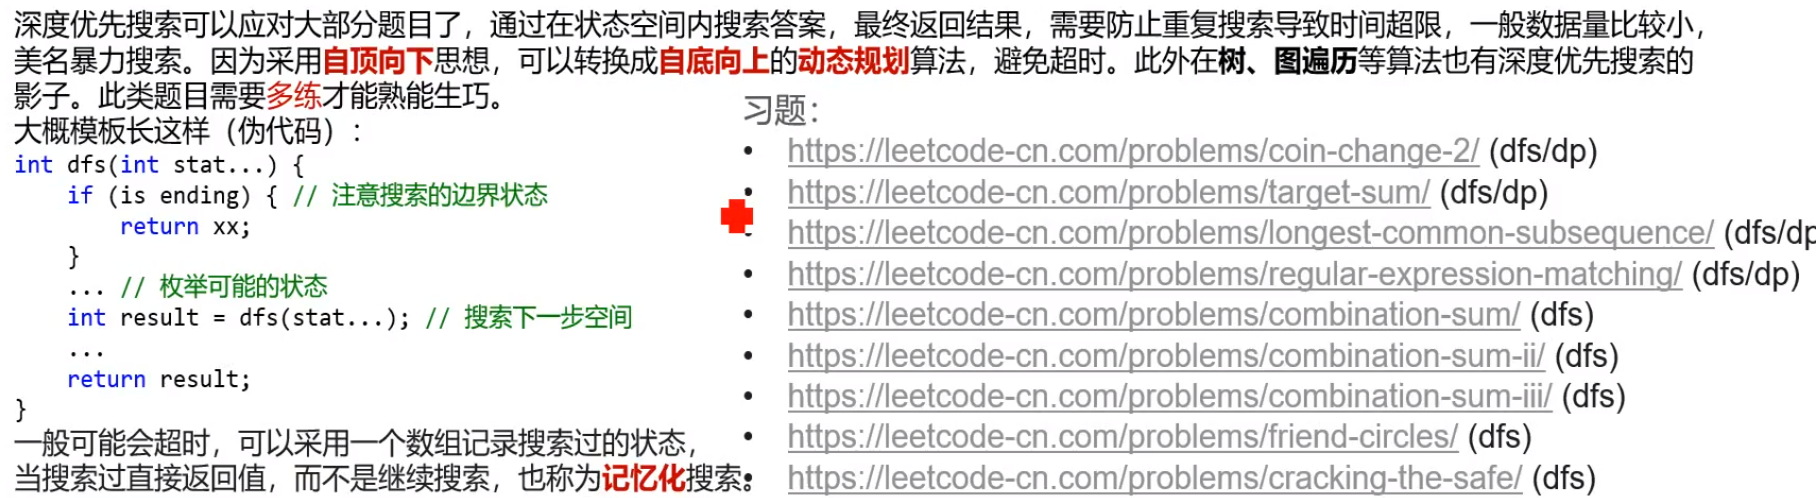 深度优先搜索可以应对大部分题目了，通过在状态空间内搜索答案，最终返回结果，需要防止重复搜索导致时间超限，一般数据量比较小，
美名暴力搜索。因为采用自顶向下思想，可以转换成自底向上的动态规划算法，避免超时。此外在树、图遍历等算法也有深度优先搜索的
影子。此类题目需要多练才能熟能生巧。
大概模板长这样（伪代码）：
int dfs(int stat...) {
    if (is ending) { // 注意搜索的边界状态
        return xx;
    }
    ... // 枚举可能的状态
    int result = dfs(stat...); // 搜索下一步空间
    ...
    return result;
}
一般可能会超时，可以采用一个数组记录搜索过的状态，
当搜索过直接返回值，而不是继续搜索，也称为记忆化搜索。
习题：
• https://leetcode-cn.com/problems/coin-change-2/ (dfs/dp)
• https://leetcode-cn.com/problems/target-sum/ (dfs/dp)
• https://leetcode-cn.com/problems/longest-common-subsequence/ (dfs/dp
• https://leetcode-cn.com/problems/regular-expression-matching/ (dfs/dp)
• https://leetcode-cn.com/problems/combination-sum/ (dfs)
• https://leetcode-cn.com/problems/combination-sum-ii/ (dfs)
• https://leetcode-cn.com/problems/combination-sum-iii/ (dfs)
• https://leetcode-cn.com/problems/friend-circles/ (dfs)
• https://leetcode-cn.com/problems/cracking-the-safe/ (dfs)